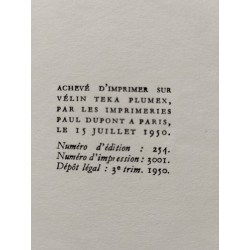 ACHEVÉ D'IMPRIMER SUR
VÉLIN TEKA PLUMEX,
PAR LES IMPRIMERIES
PAUL DUPONT A PARIS,
LE 15 JUILLET 1950.
Numéro d'édition : 254.
Numéro d'impression : 3001.
Dépôt légal : 3e trim. 1950.